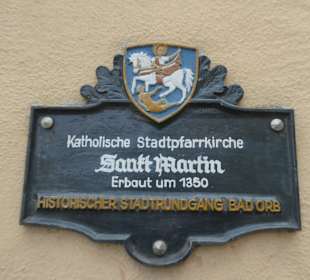 Katholische Stadtpfarrkirche
Sankt Martin
Erbaut um 1350
HISTORISCHER STADTRUNDGANG BAD ORB